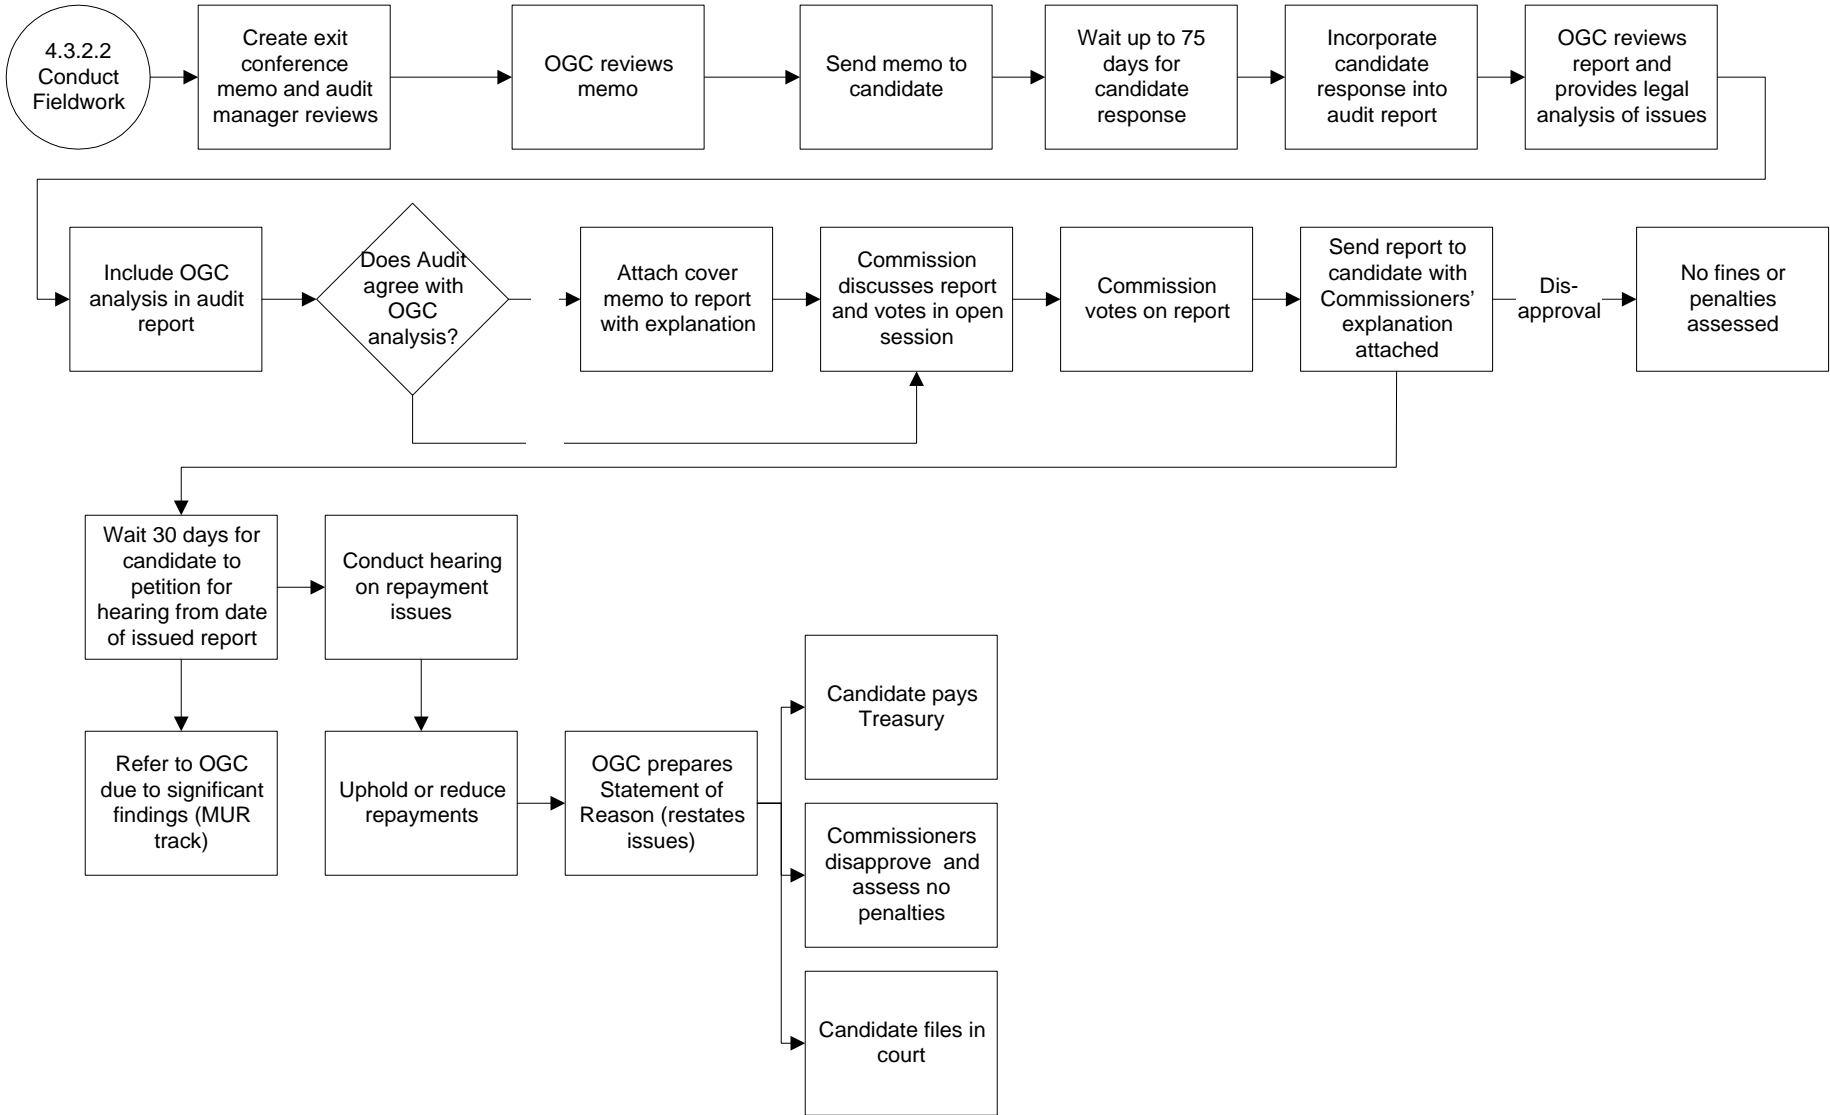 4.3.2.2
Conduct
Fieldwork
Create exit
conference
memo and audit
manager reviews
OGC reviews
memo
Send memo to
candidate
Wait up to 75
days for
candidate
response
Incorporate
candidate
response into
audit report
OGC reviews
report and
provides legal
analysis of issues
Include OGC
analysis in audit
report
Does Audit
agree with
OGC
analysis?
Attach cover
memo to report
with explanation
Commission
discusses report
and votes in open
session
Commission
votes on report
Send report to
candidate with
Commissioners’
explanation
attached
Dis-
approval
No fines or
penalties
assessed
Wait 30 days for
candidate to
petition for
hearing from date
of issued report
Conduct hearing
on repayment
issues
Refer to OGC
due to significant
findings (MUR
track)
Uphold or reduce
repayments
OGC prepares
Statement of
Reason (restates
issues)
Candidate pays
Treasury
Commissioners
disapprove  and
assess no
penalties
Candidate files in
court